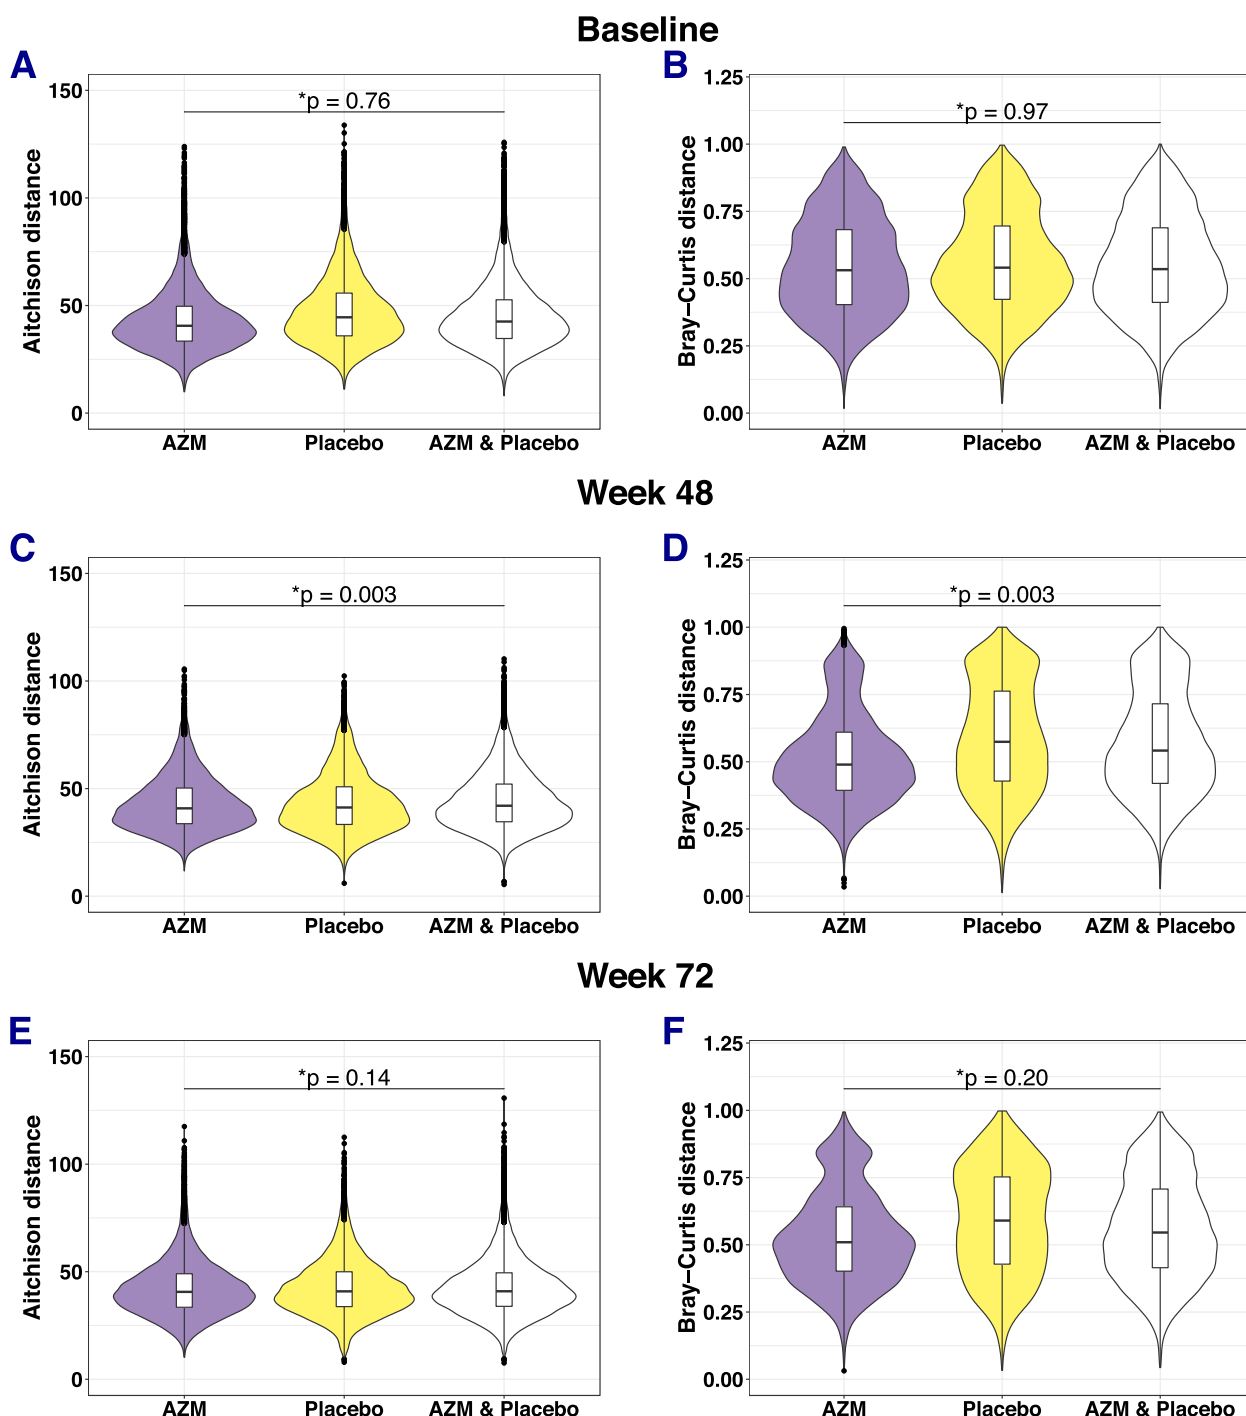 Baseline
A
B
Aitchison distance
150
100
50
0
*p = 0.76
AZM
Placebo
AZM & Placebo
Bray−Curtis distance
1.25
1.00
0.75
0.50
0.25
0.00
*p = 0.97
AZM
Placebo
AZM & Placebo
Week 48
C
D
Aitchison distance
150
100
50
0
*p = 0.003
AZM
Placebo
AZM & Placebo
Bray−Curtis distance
1.25
1.00
0.75
0.50
0.25
0.00
*p = 0.003
AZM
Placebo
AZM & Placebo
Week 72
E
F
Aitchison distance
150
100
50
0
*p = 0.14
AZM
Placebo
AZM & Placebo
Bray−Curtis distance
1.25
1.00
0.75
0.50
0.25
0.00
*p = 0.20
AZM
Placebo
AZM & Placebo